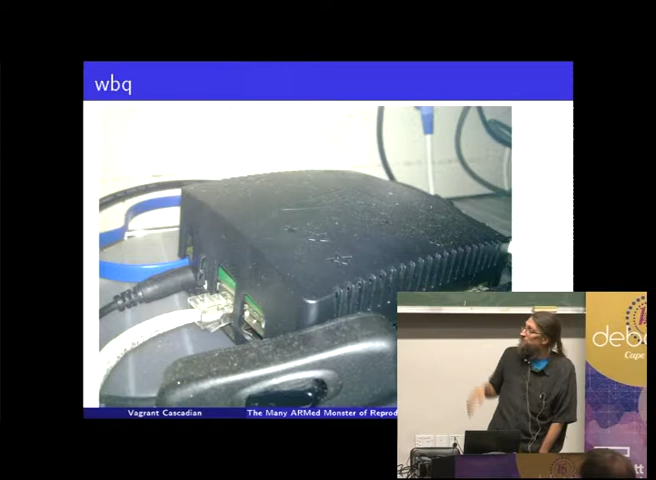 wbq
Vagrant Cascadian
The Many ARMed Monster of Reprod
deb
Cape